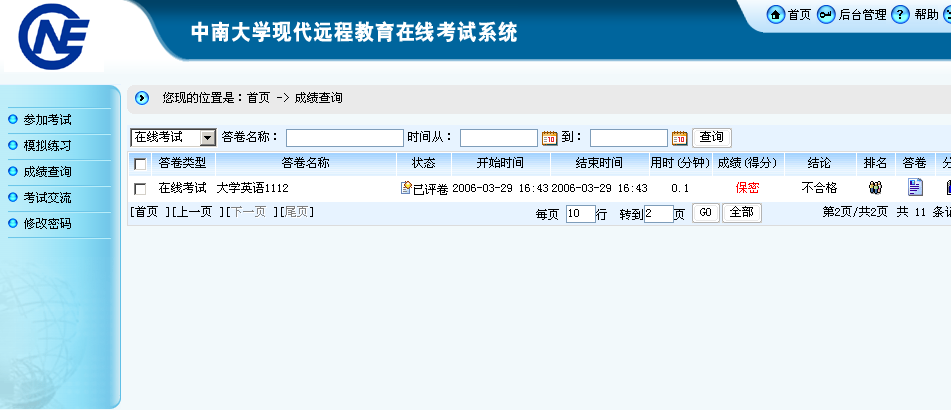 首页 后台管理 帮助
中南大学现代远程教育在线考试系统
您现的位置是：首页 -> 成绩查询
参加考试
模拟练习
成绩查询
考试交流
修改密码
在线考试 答卷名称： 时间从： 到： 查询
答卷类型 答卷名称 状态 开始时间 结束时间 用时(分钟) 成绩(得分) 结论 排名 答卷
在线考试 大学英语1112 已评卷 2006-03-29 16:43 2006-03-29 16:43 0.1 保密 不合格
[首页 ][上一页 ][下一页 ][尾页] 每页 10 行 转到 2 页 GO 全部 第2页/共2页 共 11 条